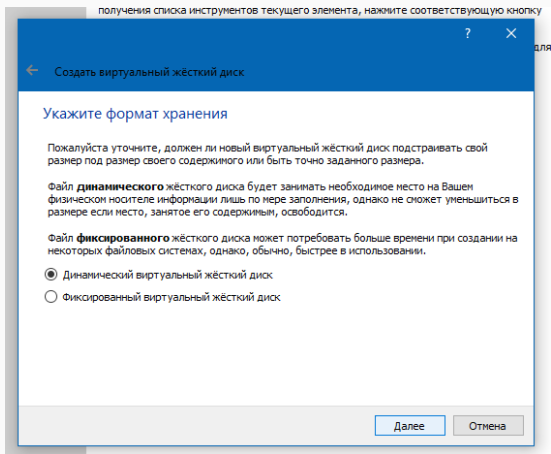 получения списка инструментов текущего элемента, нажмите соответствующую кнопку
?
для
Создать виртуальный жёсткий диск
Укажите формат хранения
Пожалуйста уточните, должен ли новый виртуальный жёсткий диск подстраивать свой
размер под размер своего содержимого или быть точно заданного размера.
Файл динамического жёсткого диска будет занимать необходимое место на Вашем
физическом носителе информации лишь по мере заполнения, однако не сможет уменьшиться в
размере если место, занятое его содержимым, освободится.
Файл фиксированного жёсткого диска может потребовать больше времени при создании на
некоторых файловых системах, однако, обычно, быстрее в использовании.
Динамический виртуальный жёсткий диск
Фиксированный виртуальный жёсткий диск
Далее
Отмена